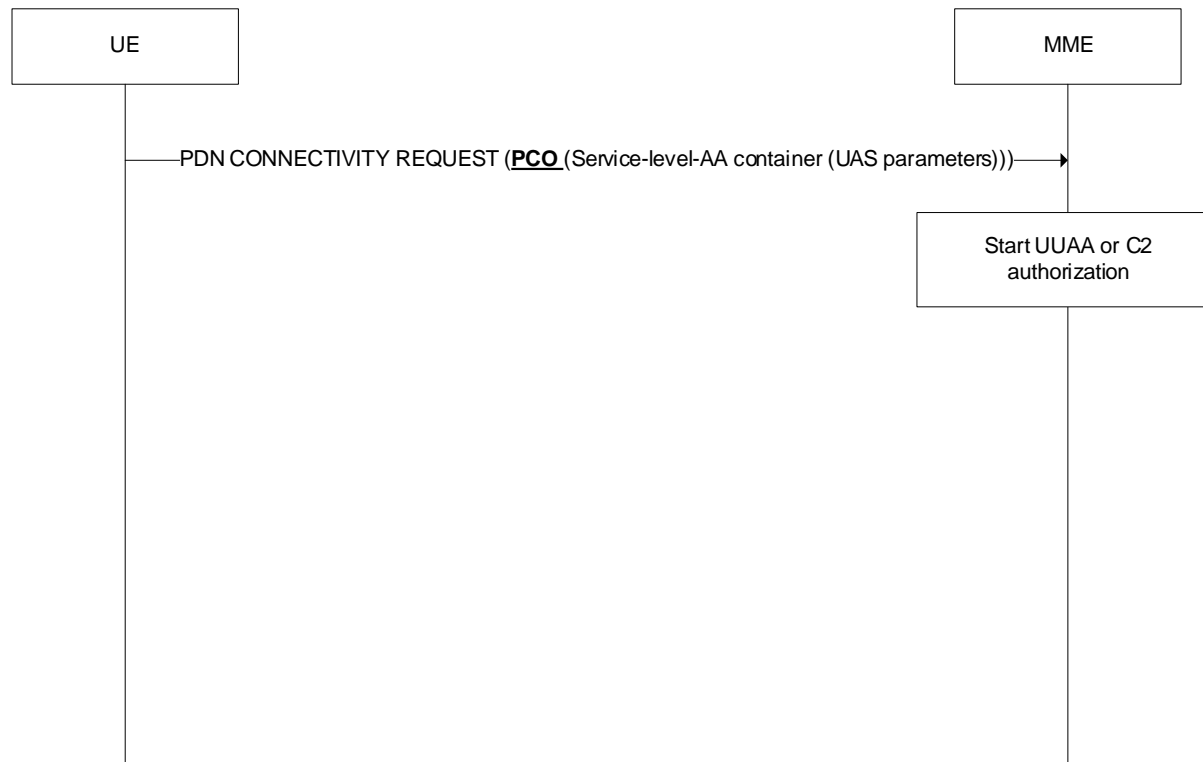 UE
MME
PDN CONNECTIVITY REQUEST (PCO (Service-level-AA container (UAS parameters)))
Start UUAA or C2
authorization